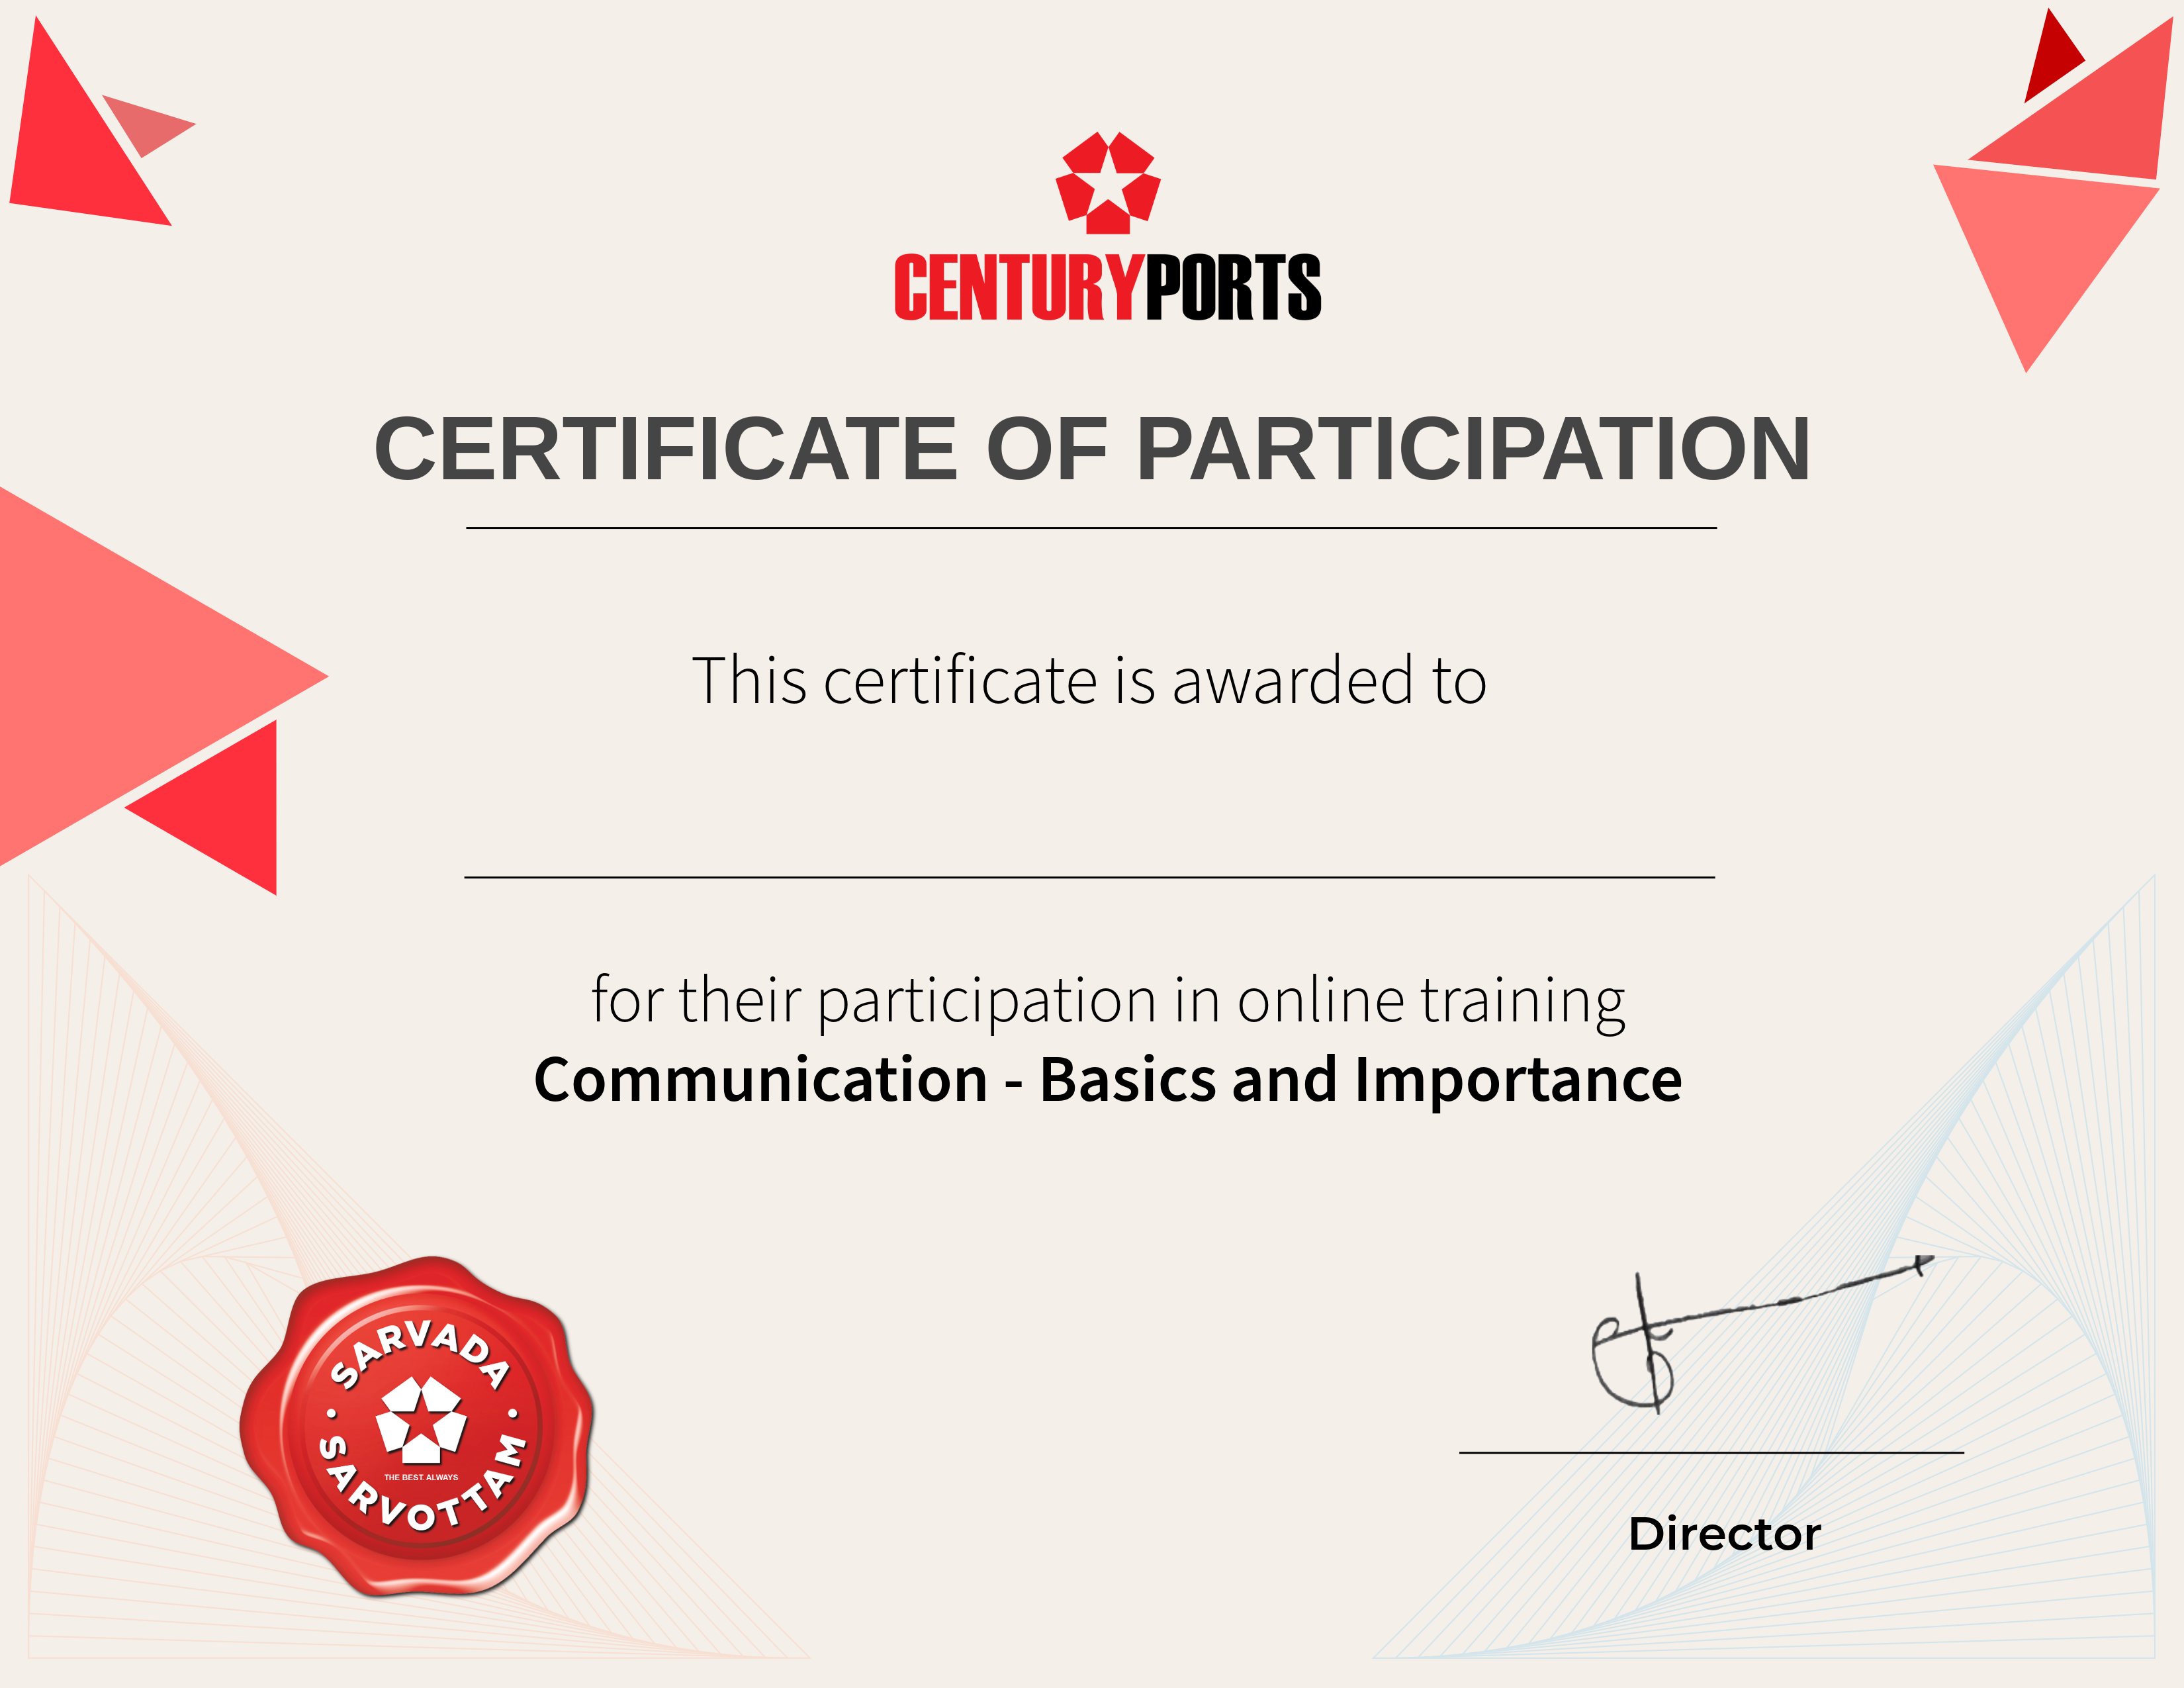 CENTURYPORTS
CERTIFICATE OF PARTICIPATION
This certificate is awarded to
for their participation in online training
Communication - Basics and Importance
SARVADA
THE BEST. ALWAYS
SARVOTTAM
Director